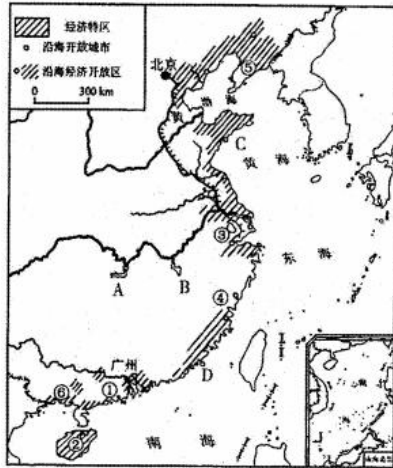 经济特区
沿海开放城市
沿海经济开放区
0 300 km
北京
⑤
渤 海
黄
C
黄 海
③
东 海
A
B
④
广州
⑥
①
D
②
南 海